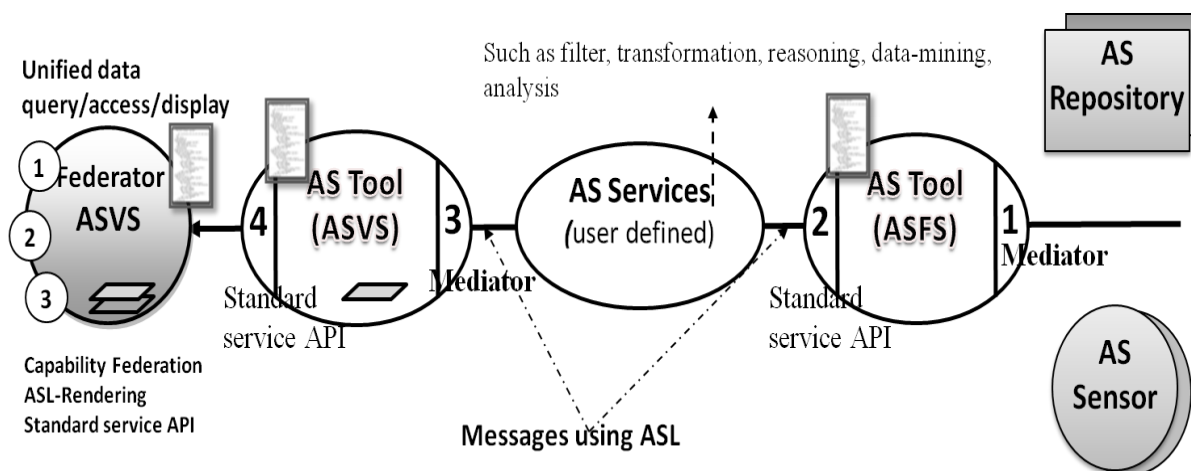 Unified data
query/access/display
1
2
3
Federator
ASVS
Capability Federation
ASL-Rendering
Standard service API
4
AS Tool
(ASVS)
3
Mediator
Standard
service API
Such as filter, transformation, reasoning, data-mining,
analysis
AS Services
(user defined)
Messages using ASL
2
AS Tool
(ASFS)
1
Mediator
Standard
service API
AS
Repository
AS
Sensor